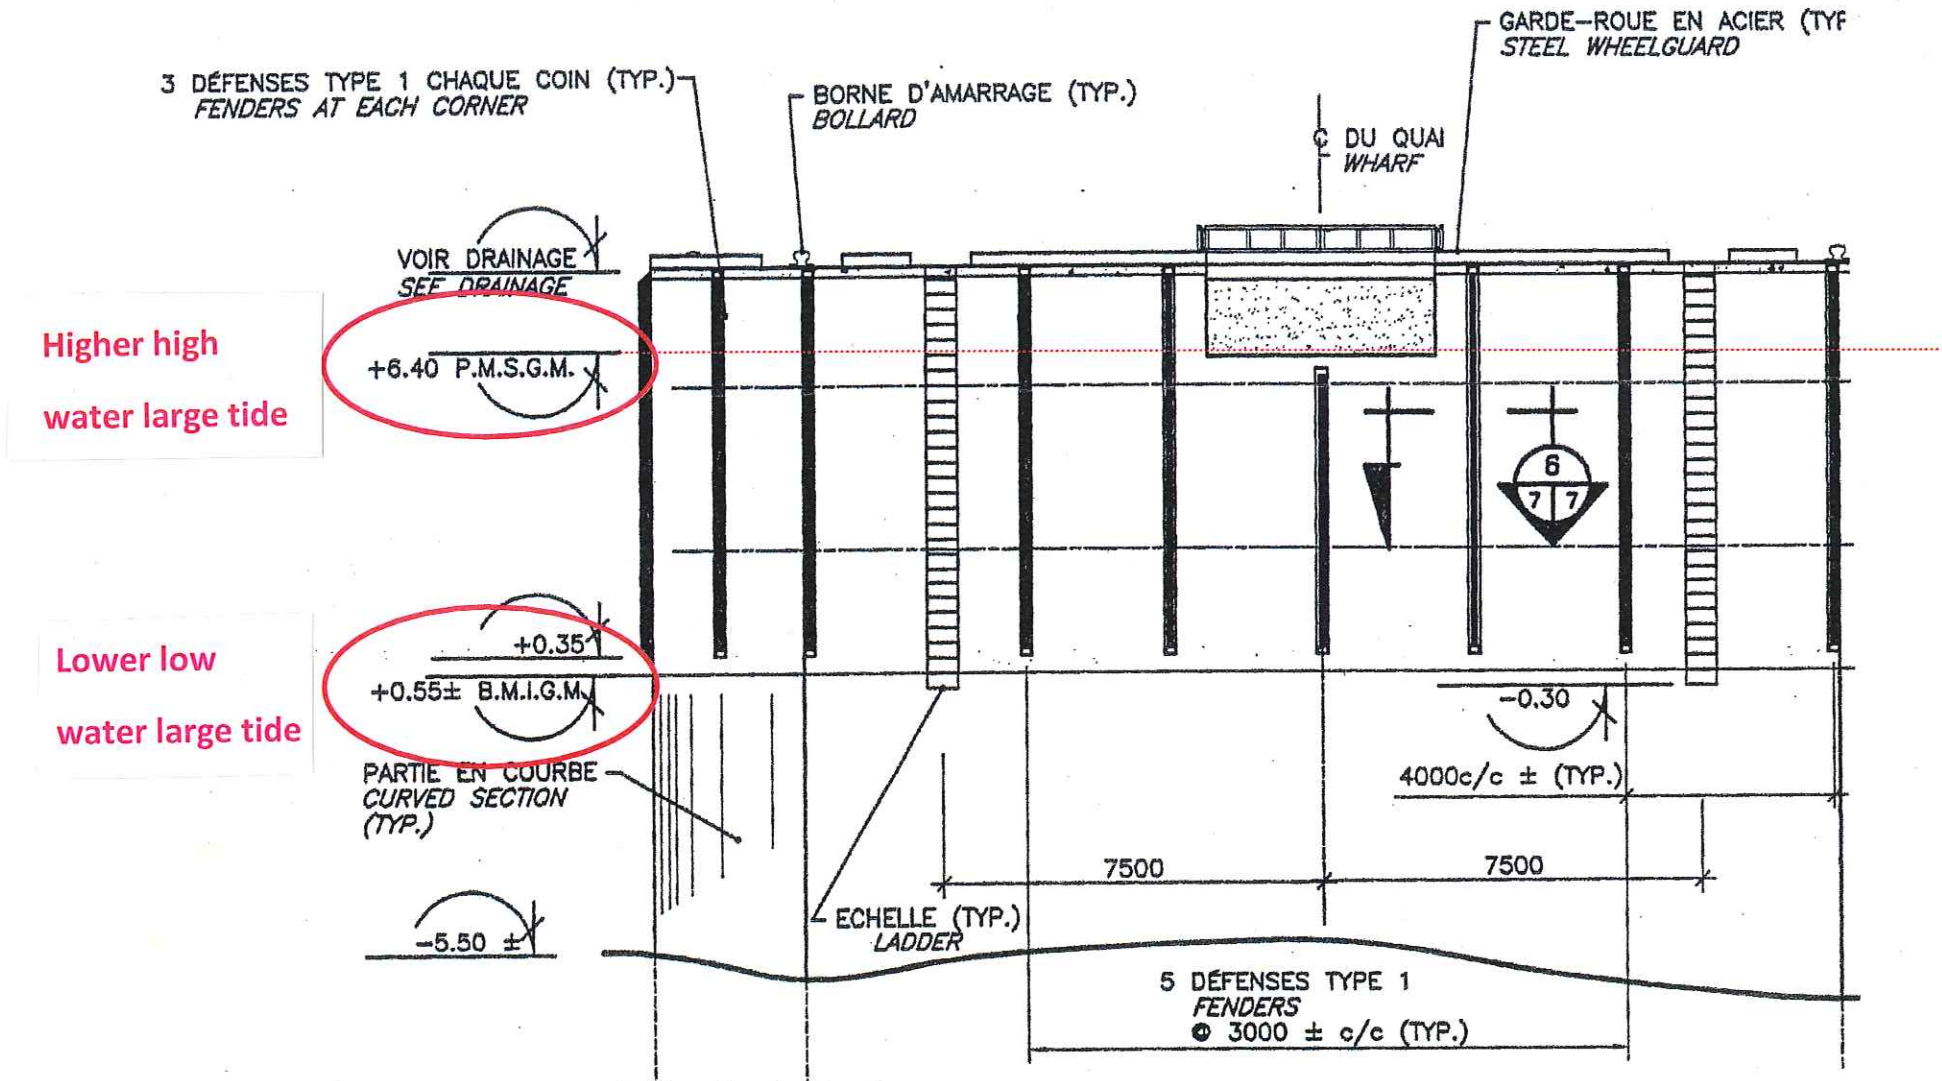 GARDE-ROUE EN ACIER (TYP
STEEL WHEELGUARD
3 DÉFENSES TYPE 1 CHAQUE COIN (TYP.)
FENDERS AT EACH CORNER
BORNE D'AMARRAGE (TYP.)
BOLLARD
DU QUAI
WHARF
VOIR DRAINAGE
SEE DRAINAGE
Higher high
water large tide
+6.40 P.M.S.G.M.
6
7 7
Lower low
water large tide
+0.35
+0.55± B.M.I.G.M.
-0.30
PARTIE EN COURBE
CURVED SECTION
(TYP.)
4000c/c ± (TYP.)
7500
7500
ECHELLE (TYP.)
LADDER
-5.50 ±
5 DÉFENSES TYPE 1
FENDERS
@ 3000 ± c/c (TYP.)